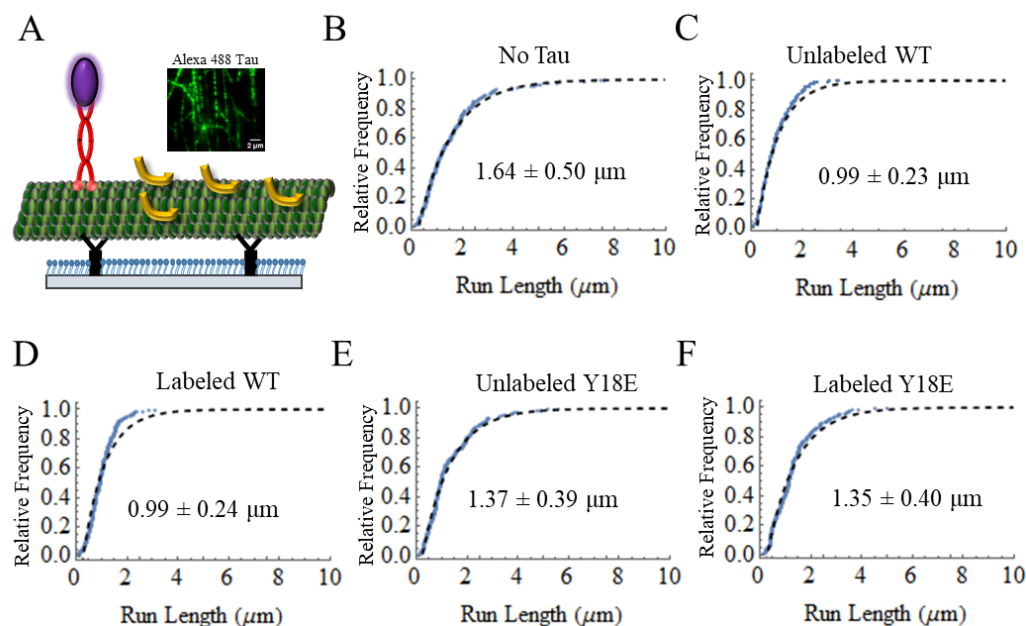 A
Alexa 488 Tau
2 μm
B
No Tau
Relative Frequency
1.0
0.8
0.6
0.4
0.2
0.0
1.64 ± 0.50 μm
0 2 4 6 8 10
Run Length (μm)
C
Unlabeled WT
Relative Frequency
1.0
0.8
0.6
0.4
0.2
0.0
0.99 ± 0.23 μm
0 2 4 6 8 10
Run Length (μm)
D
Labeled WT
Relative Frequency
1.0
0.8
0.6
0.4
0.2
0.0
0.99 ± 0.24 μm
0 2 4 6 8 10
Run Length (μm)
E
Unlabeled Y18E
Relative Frequency
1.0
0.8
0.6
0.4
0.2
0.0
1.37 ± 0.39 μm
0 2 4 6 8 10
Run Length (μm)
F
Labeled Y18E
Relative Frequency
1.0
0.8
0.6
0.4
0.2
0.0
1.35 ± 0.40 μm
0 2 4 6 8 10
Run Length (μm)